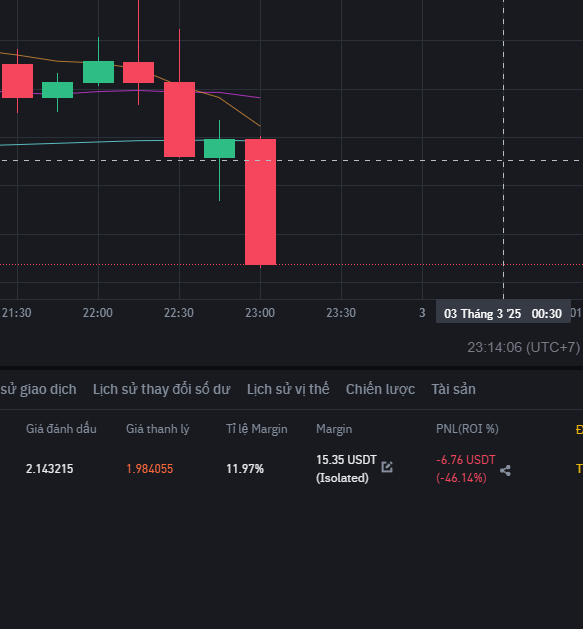 21:30 22:00 22:30 23:00 23:30 3 03 Tháng 3 '25 00:30 01
23:14:06 (UTC+7)
sử giao dịch Lịch sử thay đổi số dư Lịch sử vị thế Chiến lược Tài sản
Giá đánh dấu Giá thanh lý Tỉ lệ Margin Margin PNL(ROI %) Đ
2.143215 1.984055 11.97% 15.35 USDT -6.76 USDT T
(Isolated) (-46.14%)